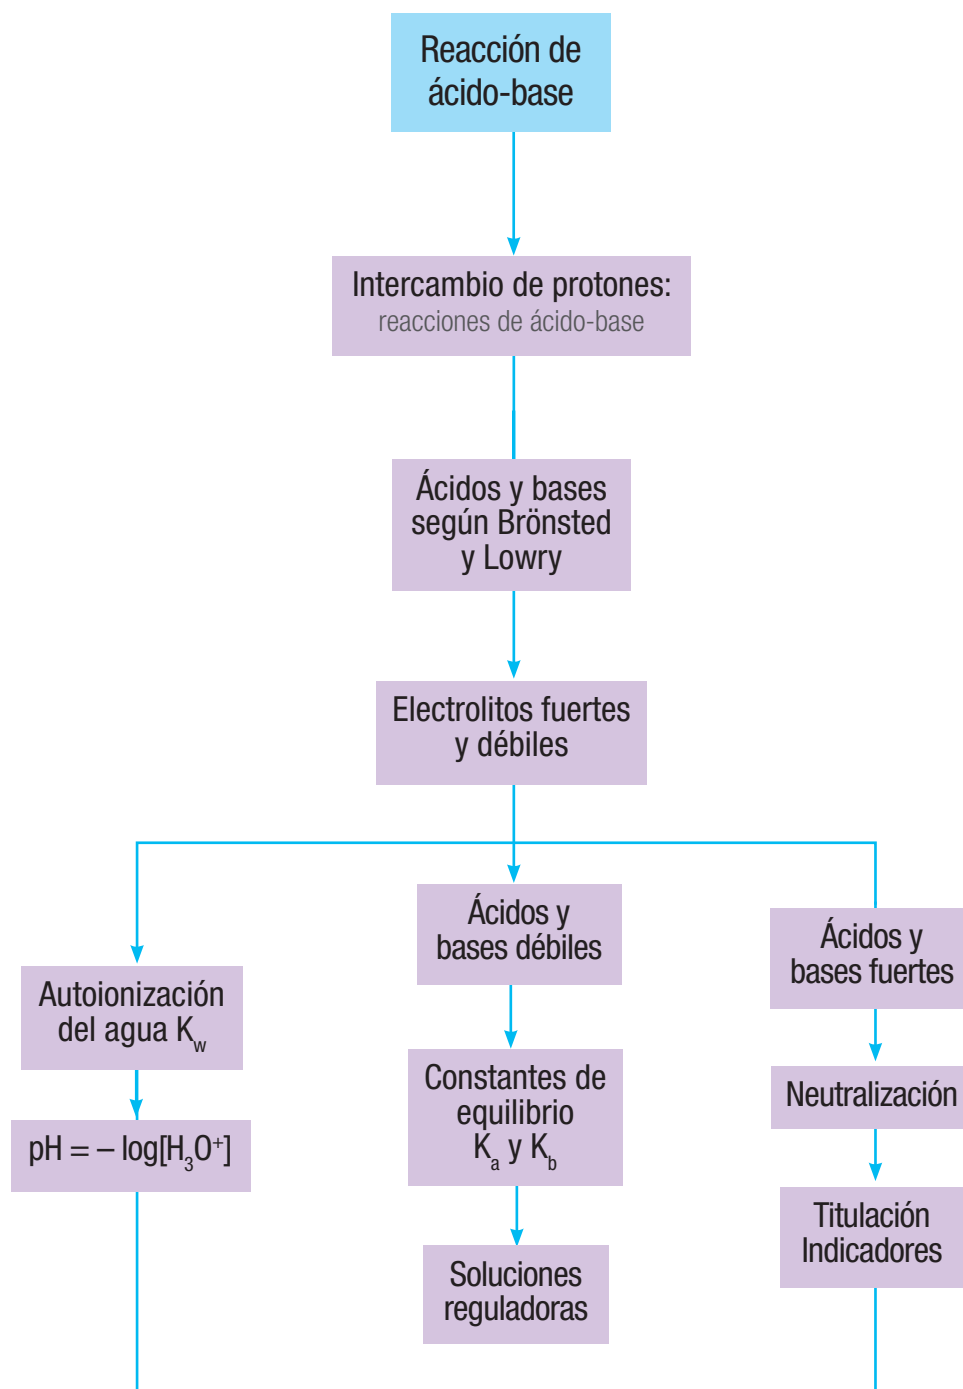 Reacción de
ácido-base
Intercambio de protones:
reacciones de ácido-base
Ácidos y bases
según Brönsted
y Lowry
Electrolitos fuertes
y débiles
Autoionización
del agua K_w
pH = – log[H₃O⁺]
Ácidos y
bases débiles
Constantes de
equilibrio
Kₐ y K_b
Soluciones
reguladoras
Ácidos y
bases fuertes
Neutralización
Titulación
Indicadores